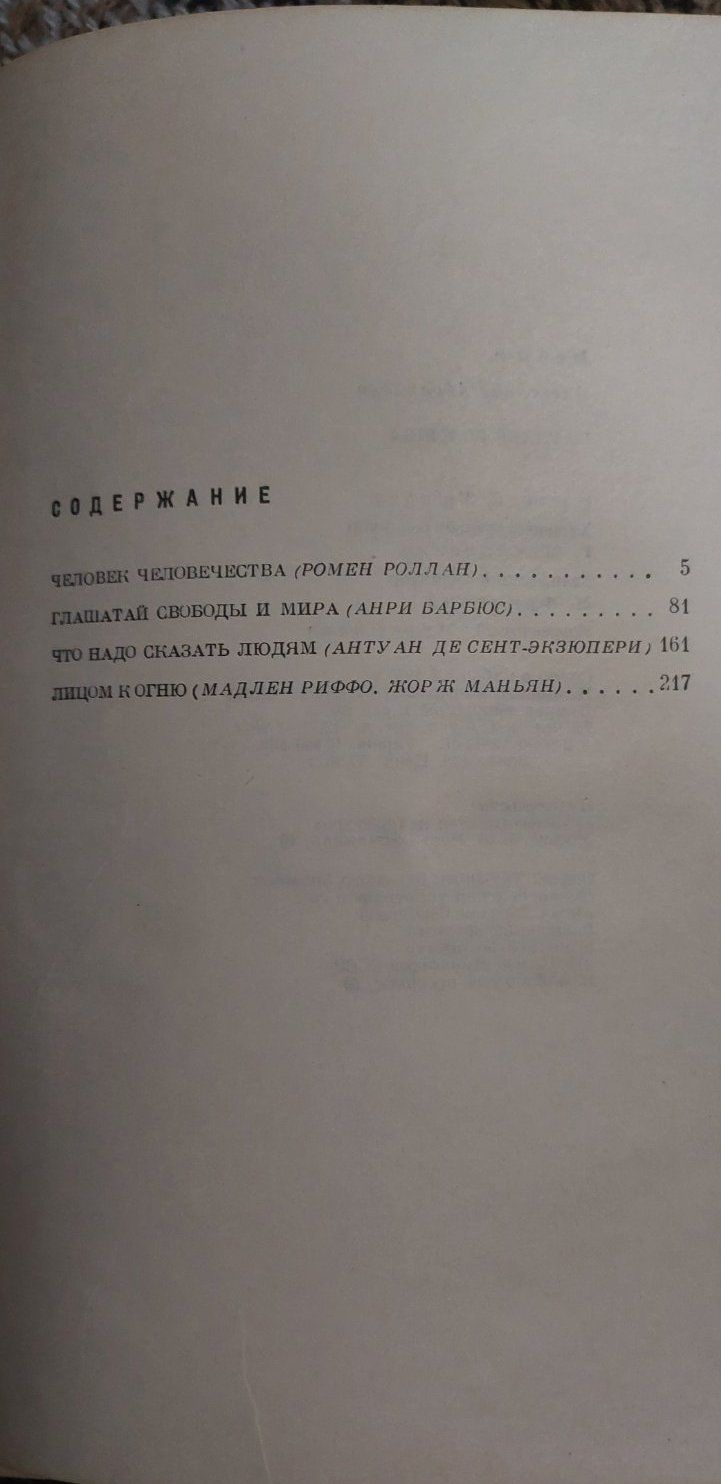 СОДЕРЖАНИЕ
ЧЕЛОВЕК ЧЕЛОВЕЧЕСТВА (РОМЕН РОЛЛАН) . . . . . . . . . . . 5
ГЛАШАТАЙ СВОБОДЫ И МИРА (АНРИ БАРБЮС) . . . . . . . . . 81
ЧТО НАДО СКАЗАТЬ ЛЮДЯМ (АНТУАН ДЕ СЕНТ-ЭКЗЮПЕРИ) 161
ЛИЦОМ К ОГНЮ (МАДЛЕН РИФФО. ЖОРЖ МАНЬЯН) . . . . . . 217